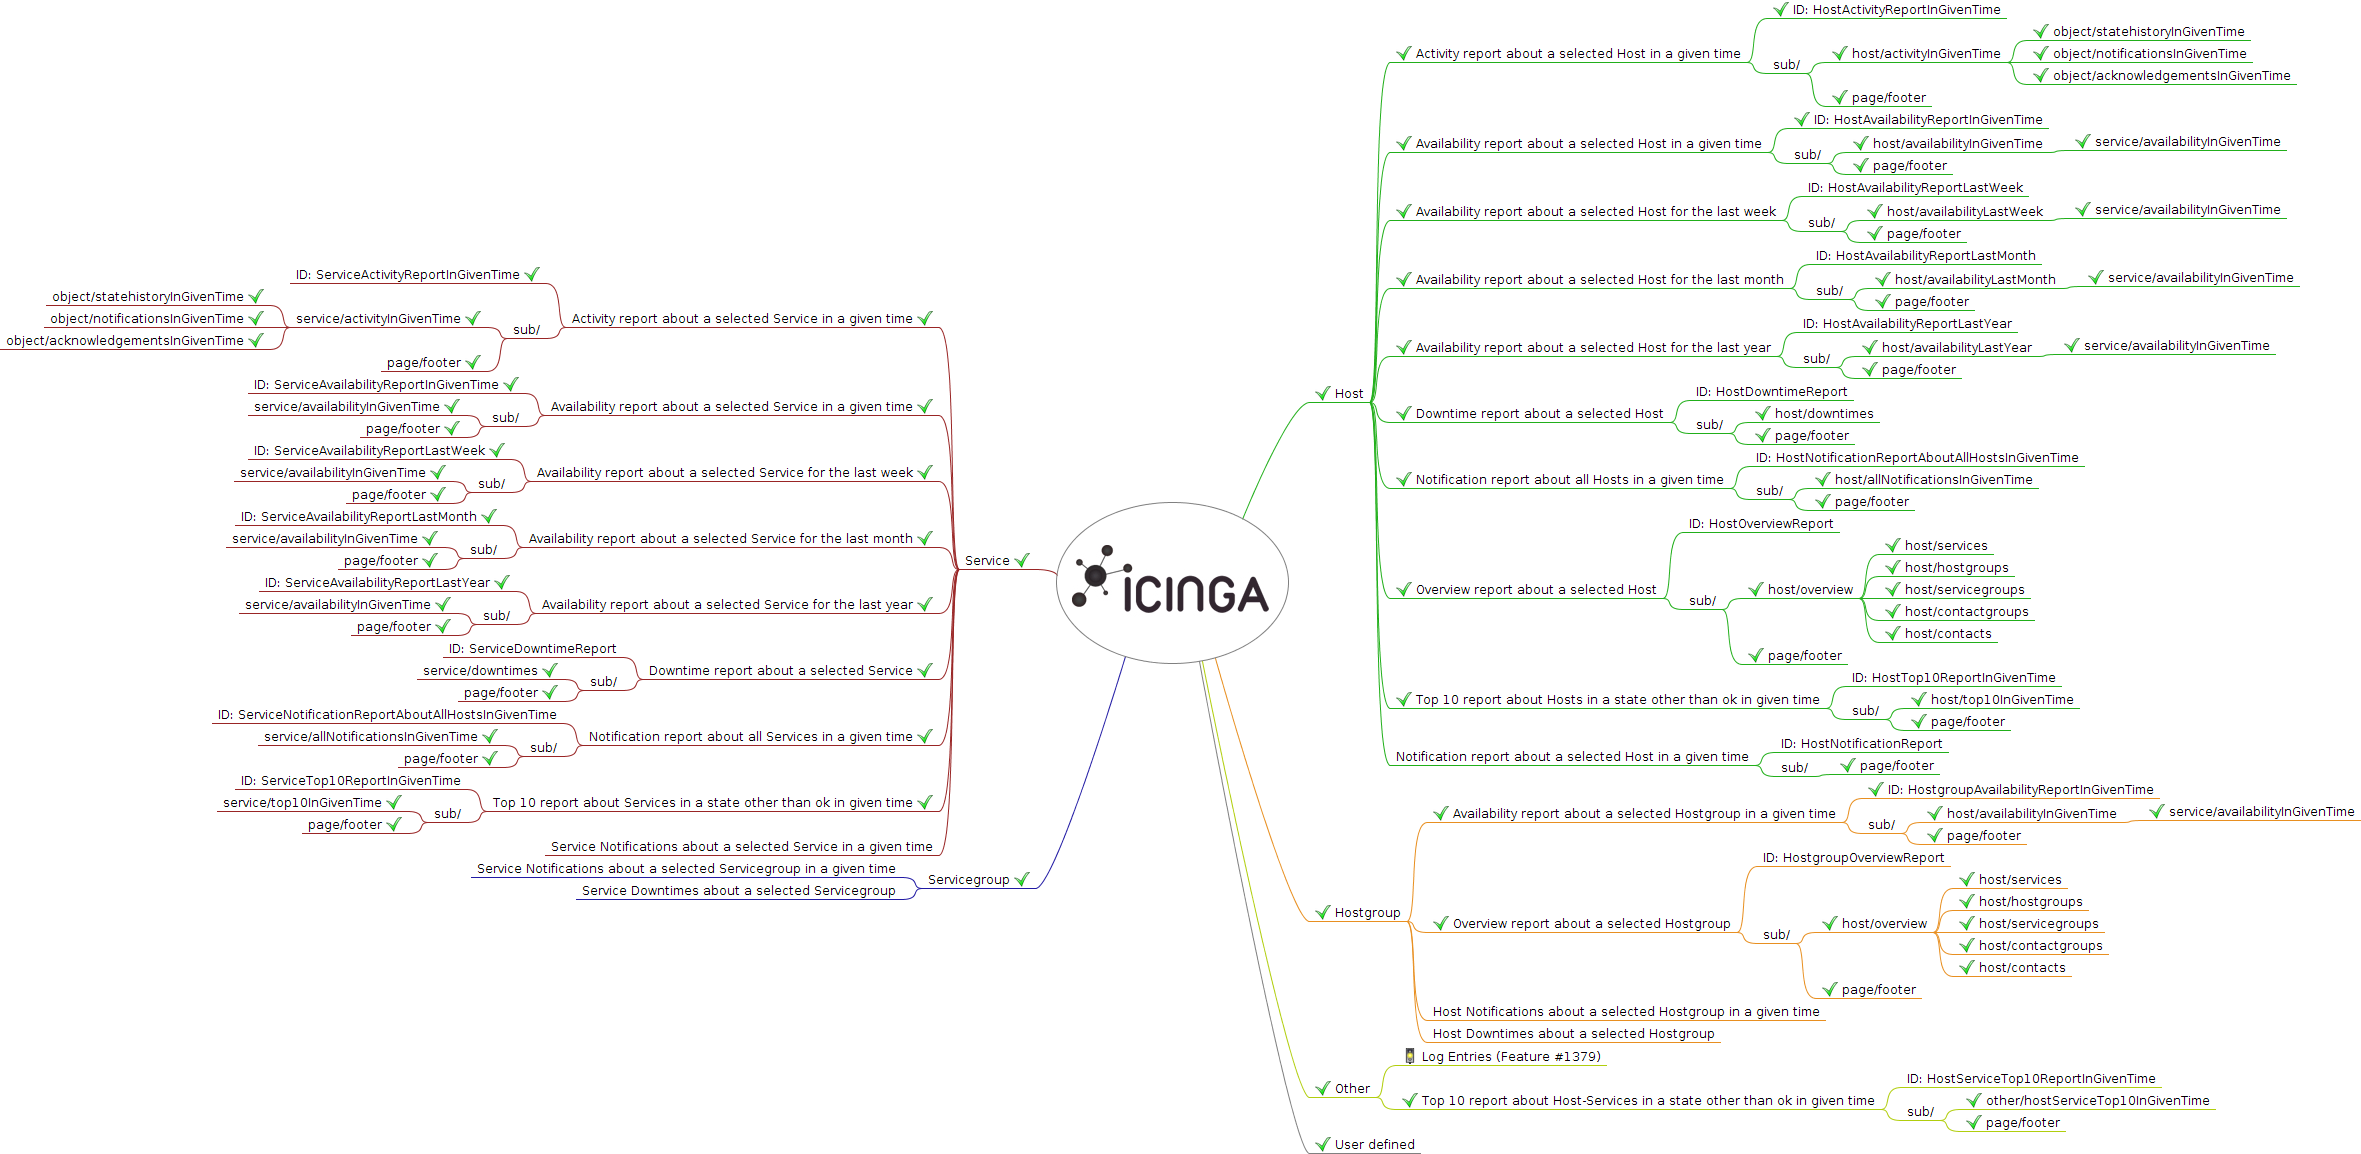 ICINGA
Host
Activity report about a selected Host in a given time
ID: HostActivityReportInGivenTime
sub/
host/activityInGivenTime
object/statehistoryInGivenTime
object/notificationsInGivenTime
object/acknowledgementsInGivenTime
page/footer
Availability report about a selected Host in a given time
ID: HostAvailabilityReportInGivenTime
sub/
host/availabilityInGivenTime
service/availabilityInGivenTime
page/footer
Availability report about a selected Host for the last week
ID: HostAvailabilityReportLastWeek
sub/
host/availabilityLastWeek
service/availabilityInGivenTime
page/footer
Availability report about a selected Host for the last month
ID: HostAvailabilityReportLastMonth
sub/
host/availabilityLastMonth
service/availabilityInGivenTime
page/footer
Availability report about a selected Host for the last year
ID: HostAvailabilityReportLastYear
sub/
host/availabilityLastYear
service/availabilityInGivenTime
page/footer
Downtime report about a selected Host
ID: HostDowntimeReport
sub/
host/downtimes
page/footer
Notification report about all Hosts in a given time
ID: HostNotificationReportAboutAllHostsInGivenTime
sub/
host/allNotificationsInGivenTime
page/footer
Overview report about a selected Host
ID: HostOverviewReport
sub/
host/overview
host/services
host/hostgroups
host/servicegroups
host/contactgroups
host/contacts
page/footer
Top 10 report about Hosts in a state other than ok in given time
ID: HostTop10ReportInGivenTime
sub/
host/top10InGivenTime
page/footer
Notification report about a selected Host in a given time
ID: HostNotificationReport
sub/
page/footer
Hostgroup
Availability report about a selected Hostgroup in a given time
ID: HostgroupAvailabilityReportInGivenTime
sub/
host/availabilityInGivenTime
service/availabilityInGivenTime
page/footer
Overview report about a selected Hostgroup
ID: HostgroupOverviewReport
sub/
host/overview
host/services
host/hostgroups
host/servicegroups
host/contactgroups
host/contacts
page/footer
Host Notifications about a selected Hostgroup in a given time
Host Downtimes about a selected Hostgroup
Other
Log Entries (Feature #1379)
Top 10 report about Host-Services in a state other than ok in given time
ID: HostServiceTop10ReportInGivenTime
sub/
other/hostServiceTop10InGivenTime
page/footer
User defined
Service
Activity report about a selected Service in a given time
ID: ServiceActivityReportInGivenTime
sub/
service/activityInGivenTime
object/statehistoryInGivenTime
object/notificationsInGivenTime
object/acknowledgementsInGivenTime
page/footer
Availability report about a selected Service in a given time
ID: ServiceAvailabilityReportInGivenTime
sub/
service/availabilityInGivenTime
page/footer
Availability report about a selected Service for the last week
ID: ServiceAvailabilityReportLastWeek
sub/
service/availabilityInGivenTime
page/footer
Availability report about a selected Service for the last month
ID: ServiceAvailabilityReportLastMonth
sub/
service/availabilityInGivenTime
page/footer
Availability report about a selected Service for the last year
ID: ServiceAvailabilityReportLastYear
sub/
service/availabilityInGivenTime
page/footer
Downtime report about a selected Service
ID: ServiceDowntimeReport
sub/
service/downtimes
page/footer
Notification report about all Services in a given time
ID: ServiceNotificationReportAboutAllHostsInGivenTime
sub/
service/allNotificationsInGivenTime
page/footer
Top 10 report about Services in a state other than ok in given time
ID: ServiceTop10ReportInGivenTime
sub/
service/top10InGivenTime
page/footer
Service Notifications about a selected Service in a given time
Servicegroup
Service Notifications about a selected Servicegroup in a given time
Service Downtimes about a selected Servicegroup